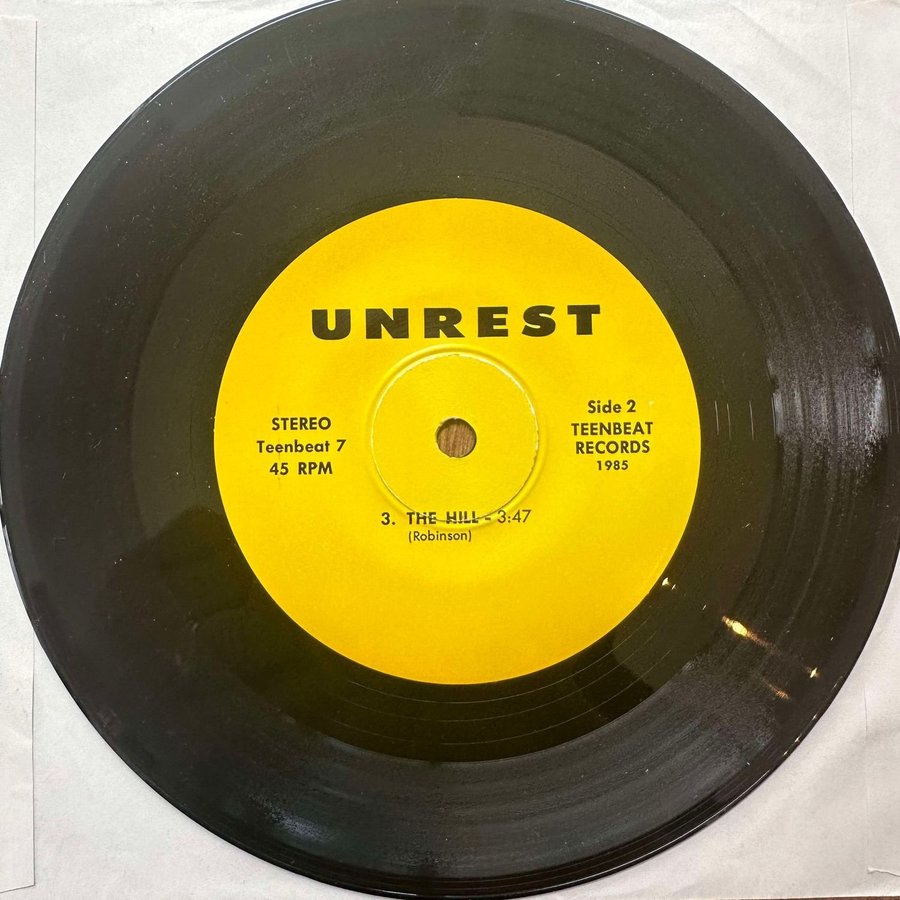 UNREST
STEREO
Teenbeat 7
45 RPM
Side 2
TEENBEAT
RECORDS
1985
3. THE HILL - 3:47
(Robinson)